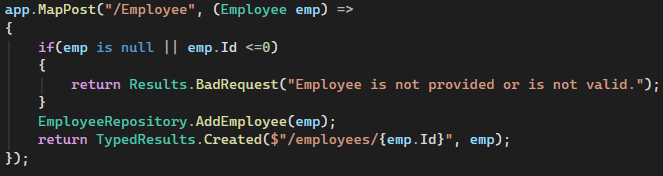 app.MapPost("/Employee", (Employee emp) =>
{
    if(emp is null || emp.Id <=0)
    {
        return Results.BadRequest("Employee is not provided or is not valid.");
    }
    EmployeeRepository.AddEmployee(emp);
    return TypedResults.Created($"/employees/{emp.Id}", emp);
});